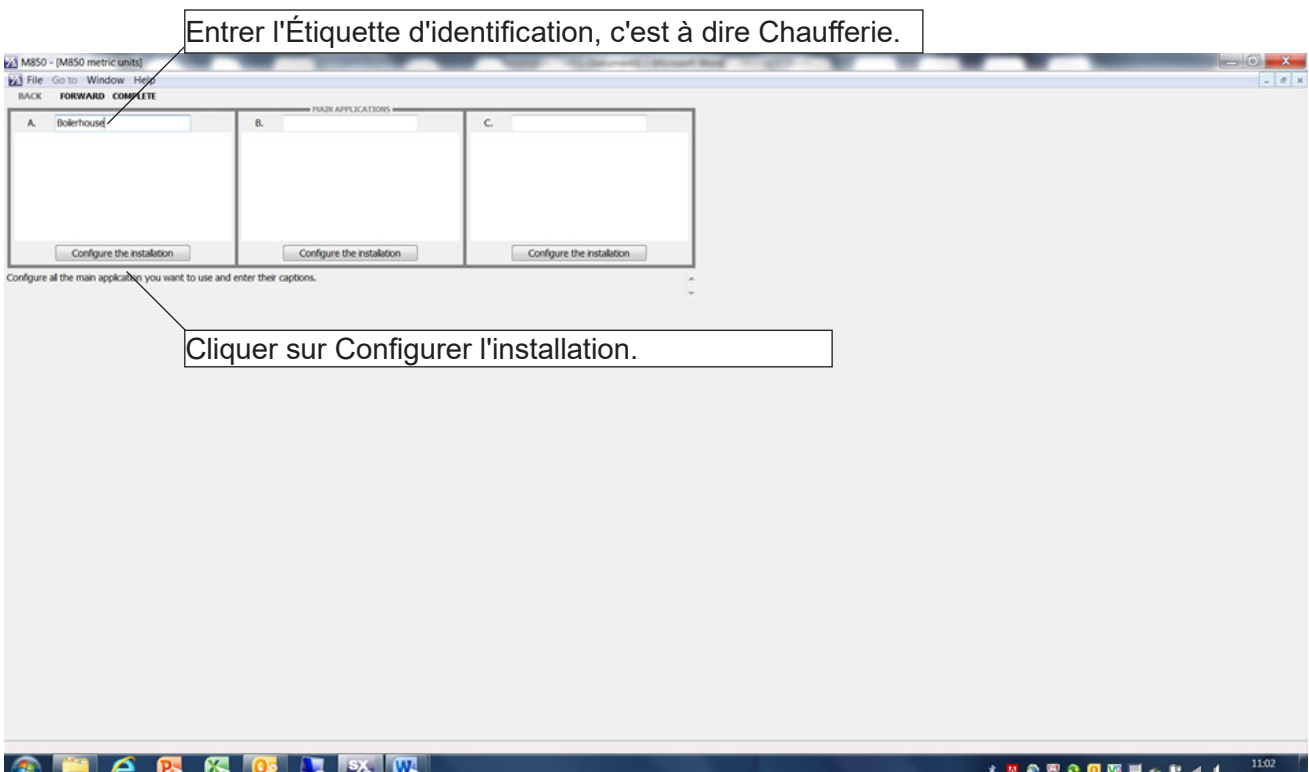 Entrer l'Étiquette d'identification, c'est à dire Chaufferie.
M850 - [M850 metric units]
File Go to Window Help
BACK FORWARD COMPLETE
MAIN APPLICATIONS
A. Boilerhouse B. C.
Configure the installation Configure the installation Configure the installation
Configure all the main application you want to use and enter their captions.
Cliquer sur Configurer l'installation.
11:02